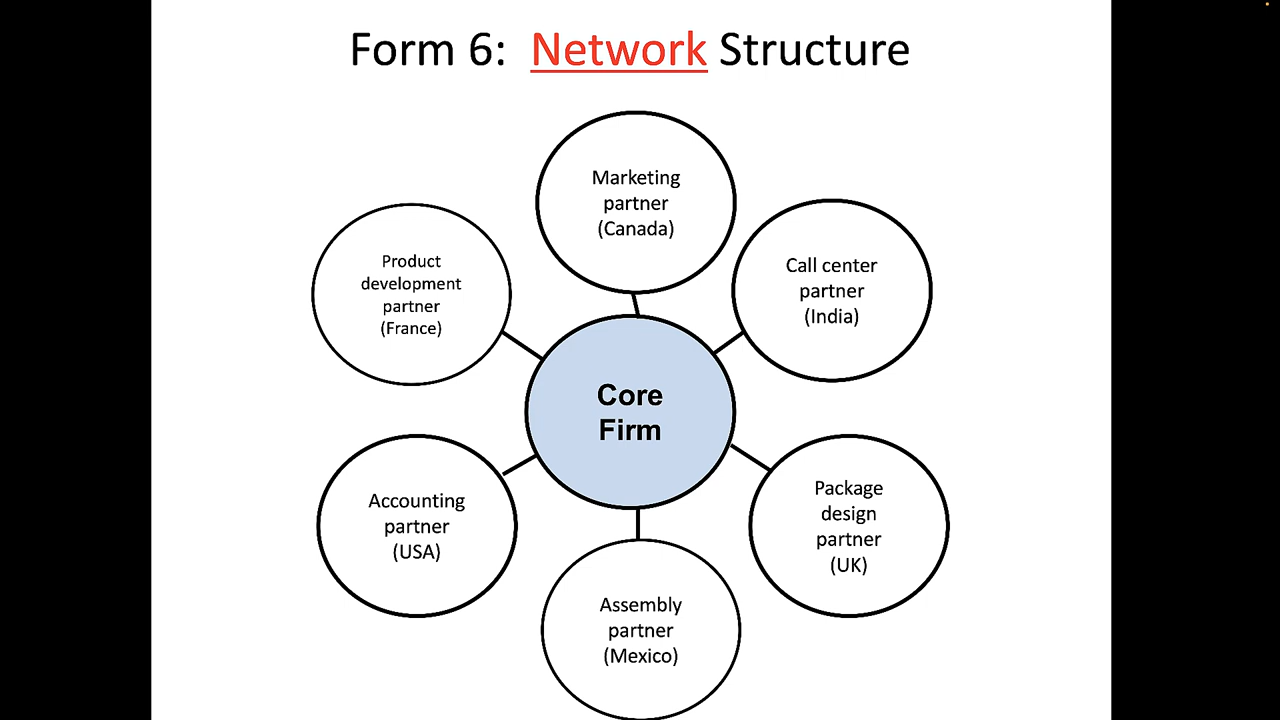 Form 6: Network Structure
Marketing
partner
(Canada)
Call center
partner
(India)
Product
development
partner
(France)
Core
Firm
Accounting
partner
(USA)
Package
design
partner
(UK)
Assembly
partner
(Mexico)